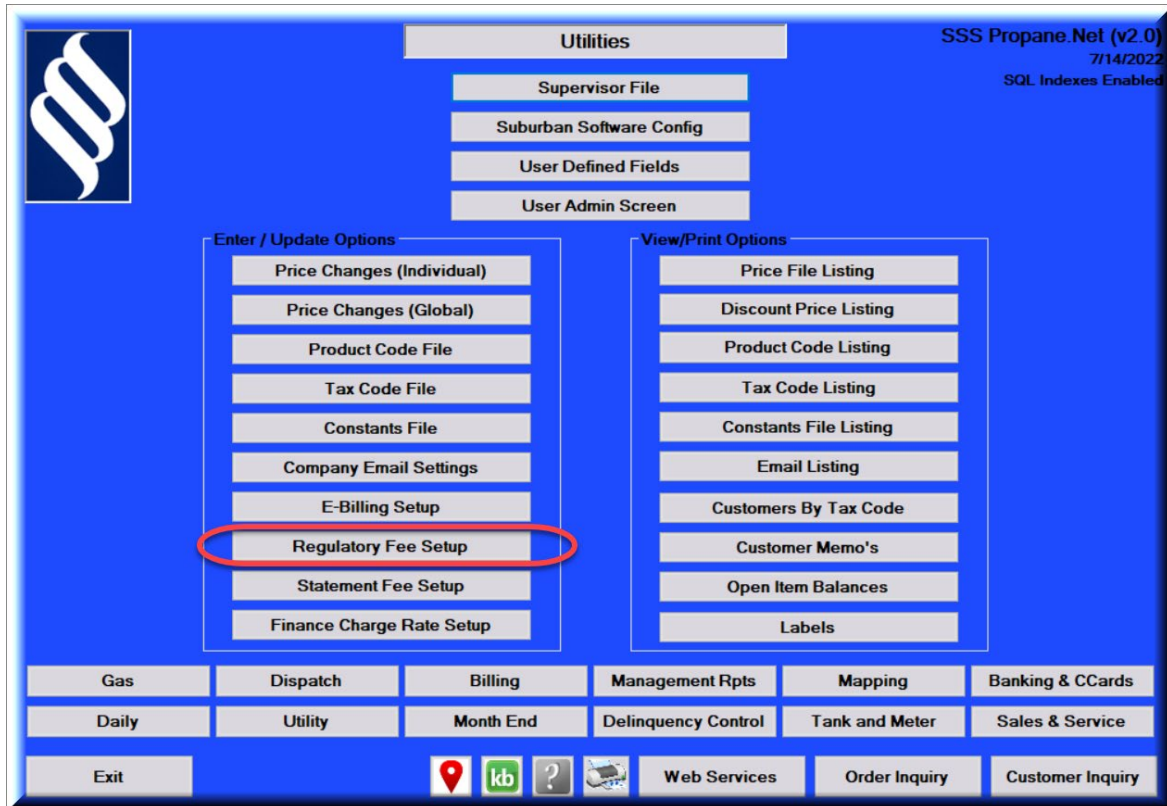 Utilities
SSS Propane.Net (v2.0)
7/14/2022
SQL Indexes Enabled
Supervisor File
Suburban Software Config
User Defined Fields
User Admin Screen
Enter / Update Options
Price Changes (Individual)
Price Changes (Global)
Product Code File
Tax Code File
Constants File
Company Email Settings
E-Billing Setup
Regulatory Fee Setup
Statement Fee Setup
Finance Charge Rate Setup
View/Print Options
Price File Listing
Discount Price Listing
Product Code Listing
Tax Code Listing
Constants File Listing
Email Listing
Customers By Tax Code
Customer Memo's
Open Item Balances
Labels
Gas Dispatch Billing Management Rpts Mapping Banking & CCards
Daily Utility Month End Delinquency Control Tank and Meter Sales & Service
Exit kb ? Web Services Order Inquiry Customer Inquiry